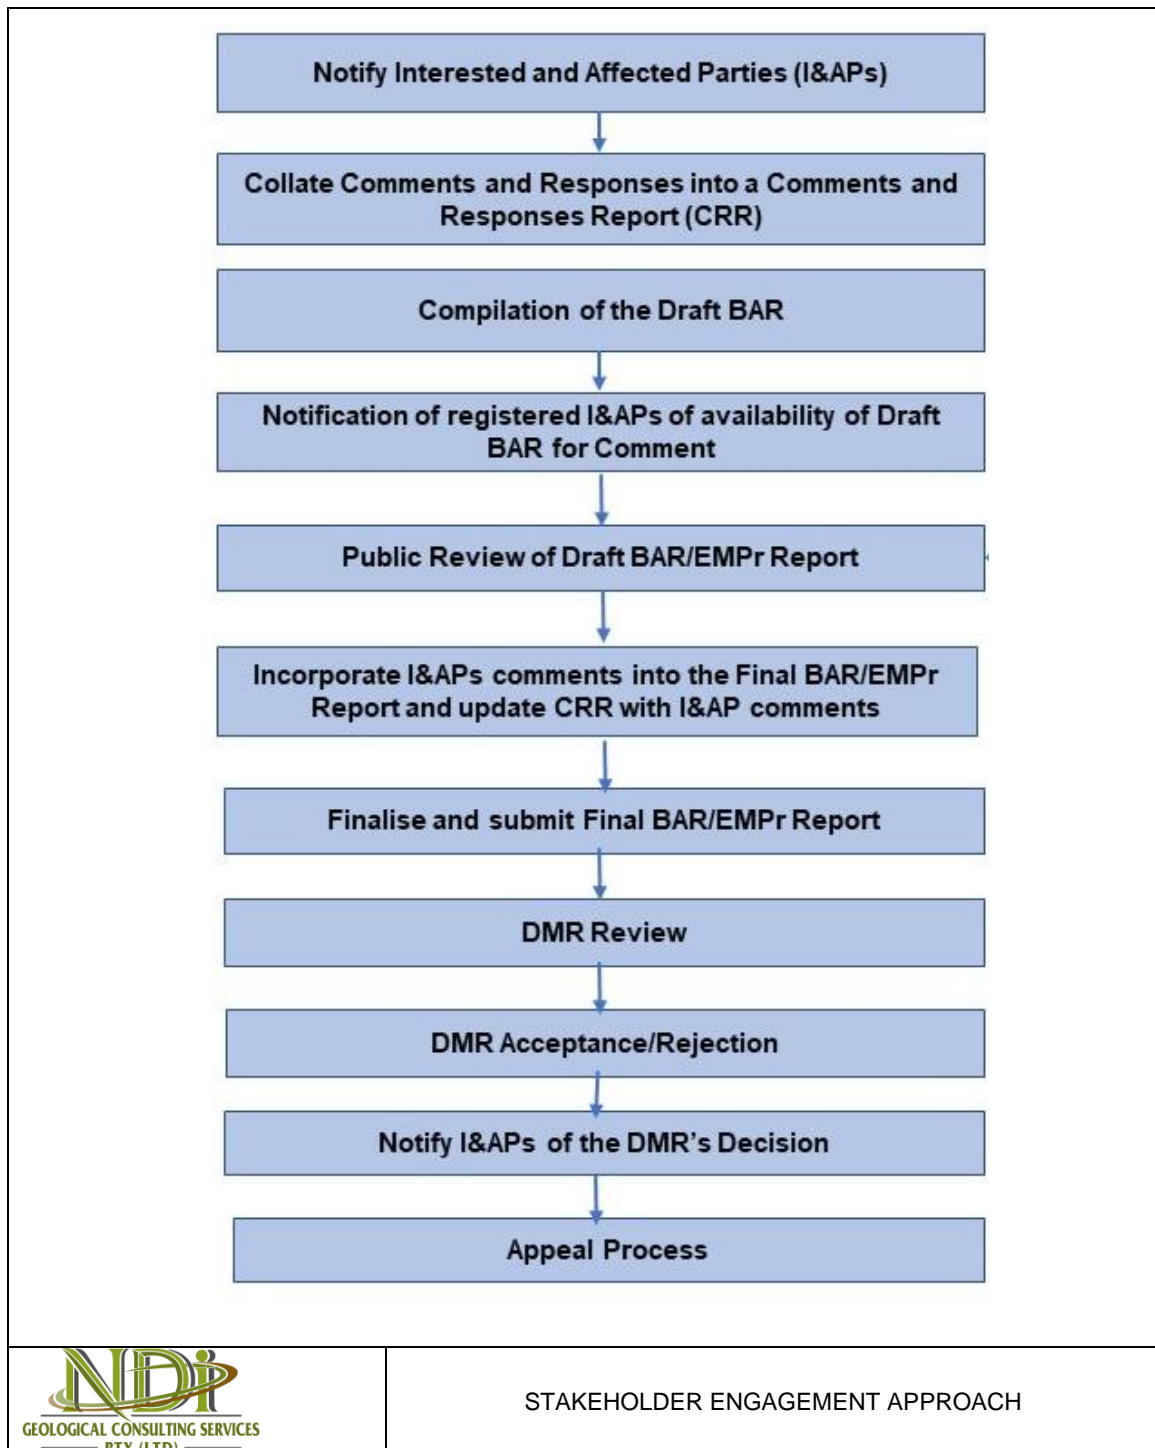 Notify Interested and Affected Parties (I&APs)
Collate Comments and Responses into a Comments and
Responses Report (CRR)
Compilation of the Draft BAR
Notification of registered I&APs of availability of Draft
BAR for Comment
Public Review of Draft BAR/EMPr Report
Incorporate I&APs comments into the Final BAR/EMPr
Report and update CRR with I&AP comments
Finalise and submit Final BAR/EMPr Report
DMR Review
DMR Acceptance/Rejection
Notify I&APs of the DMR's Decision
Appeal Process
NDi
GEOLOGICAL CONSULTING SERVICES
PTY (LTD)
STAKEHOLDER ENGAGEMENT APPROACH